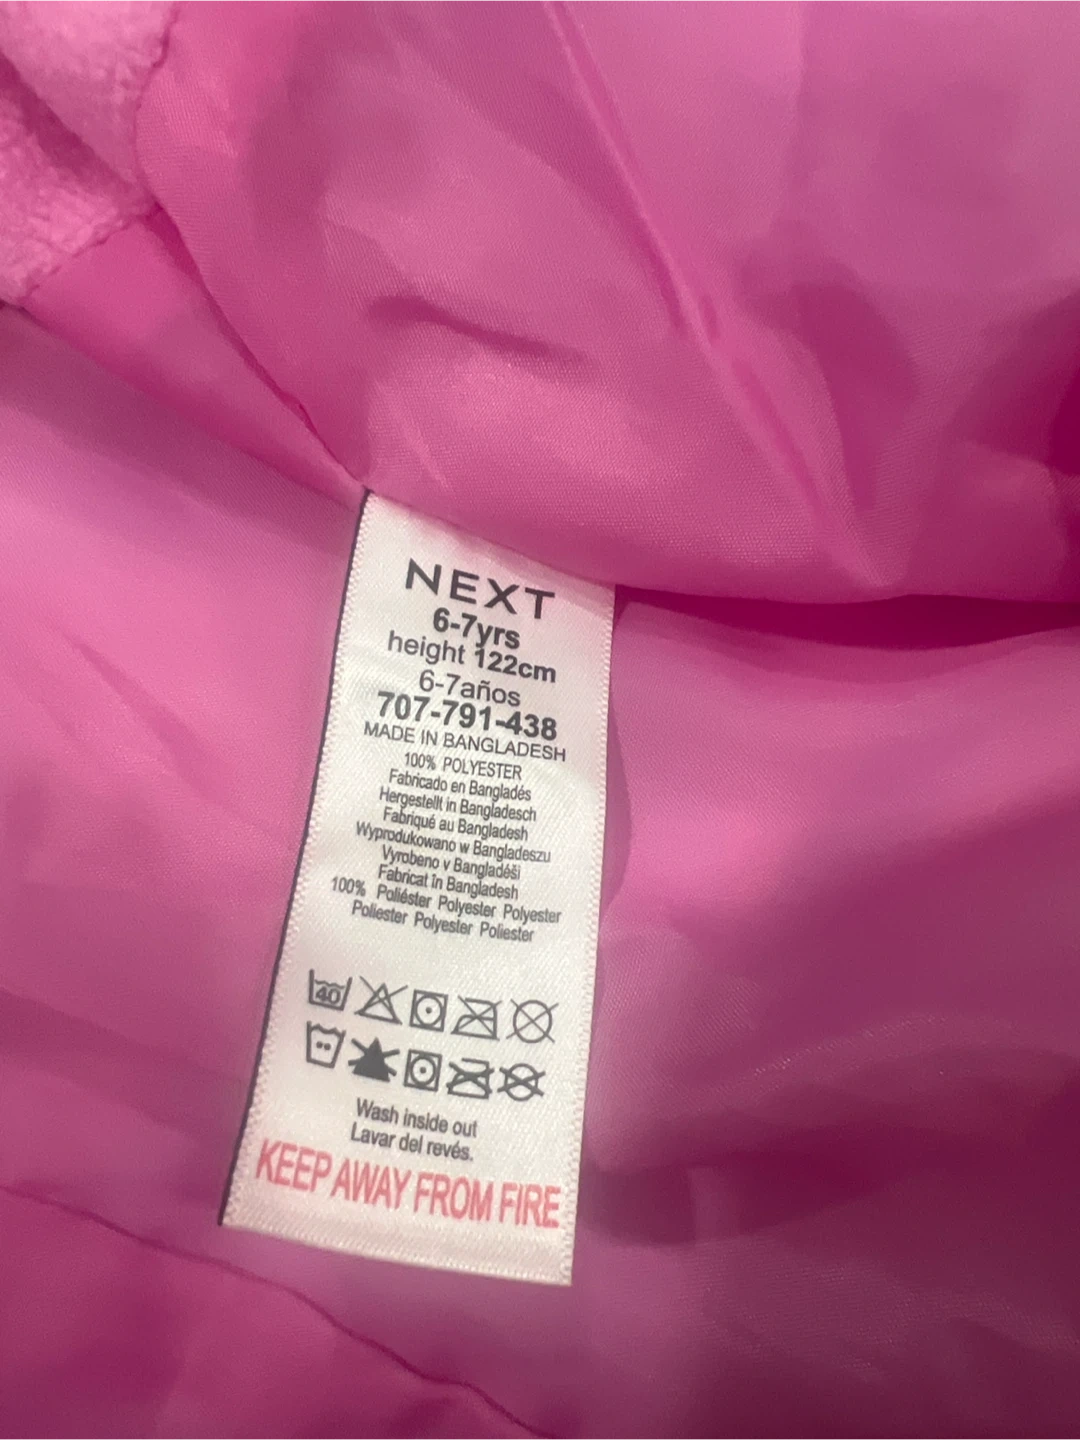 NEXT
6-7yrs
height 122cm
6-7años
707-791-438
MADE IN BANGLADESH
100% POLYESTER
Fabricado en Bangladés
Hergestellt in Bangladesch
Fabriqué au Bangladesh
Wyprodukowano w Bangladeszu
Vyrobeno v Bangladéši
Fabricat în Bangladesh
100% Poliéster Polyester Polyester
Poliester Polyester Poliester
40
Wash inside out
Lavar del revés.
KEEP AWAY FROM FIRE